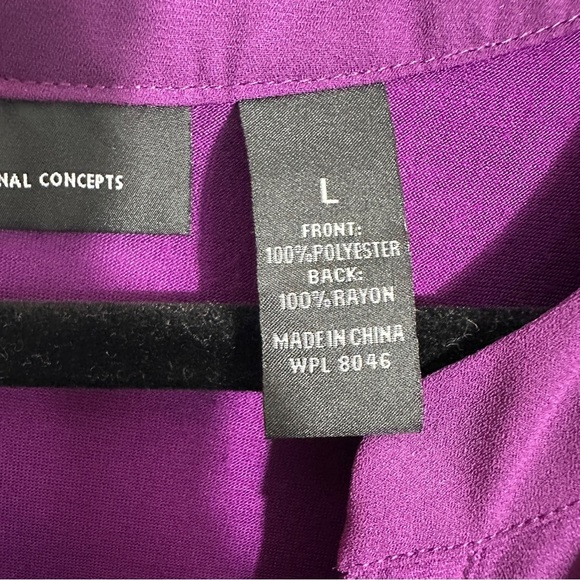 NAL CONCEPTS
L
FRONT:
100%POLYESTER
BACK:
100%RAYON
MADE IN CHINA
WPL 8046